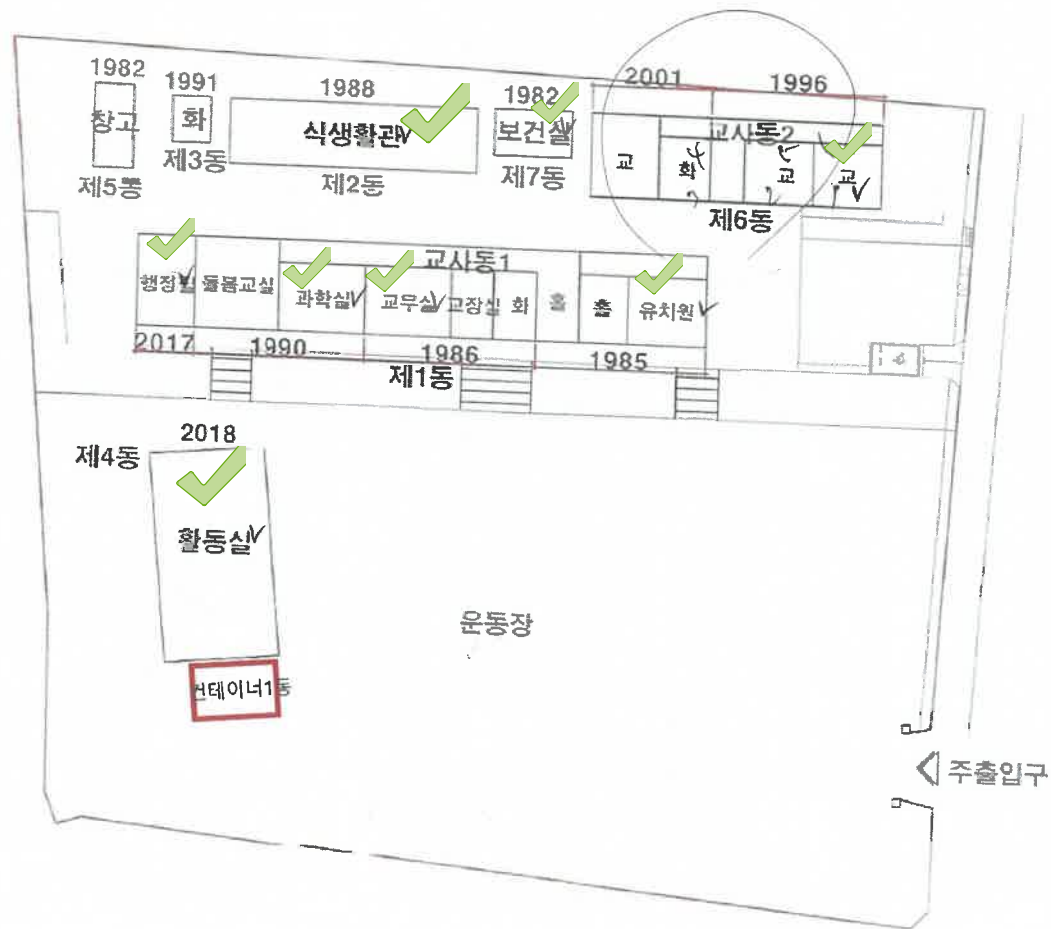 1982
창고
제5동
1991
화
제3동
1988
식생활관
제2동
1982
보건실
제7동
2001
1996
교사동2
교
화
교
교
제6동
교사동1
행정실
돌봄교실
과학실
교무실
교장실
화
홀
홀
유치원
2017
1990
1986
1985
제1동
2018
제4동
활동실
운동장
컨테이너1동
주출입구